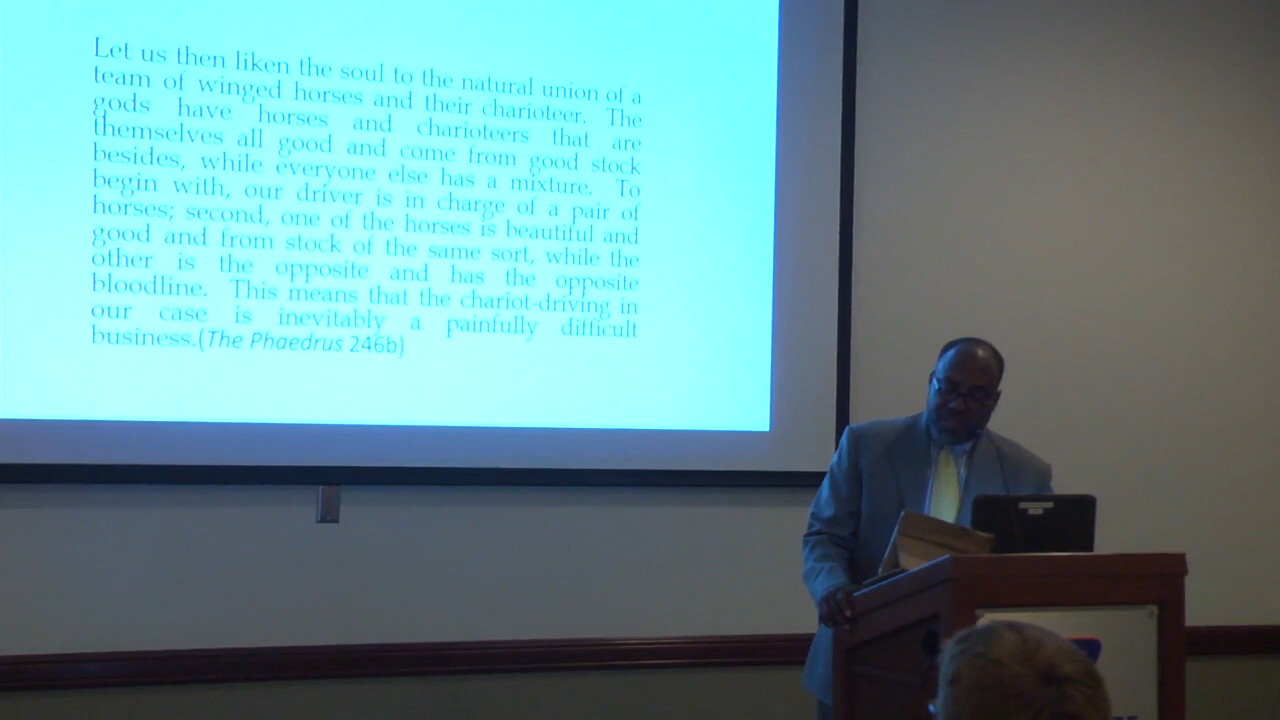 Let us then liken the soul to the natural union of a
team of winged horses and their charioteer. The
gods have horses and charioteers that are
themselves all good and come from good stock
besides, while everyone else has a mixture. To
begin with, our driver is in charge of a pair of
horses; second, one of the horses is beautiful and
good and from stock of the same sort, while the
other is the opposite and has the opposite
bloodline. This means that the chariot-driving in
our case is inevitably a painfully difficult
business.(The Phaedrus 246b)